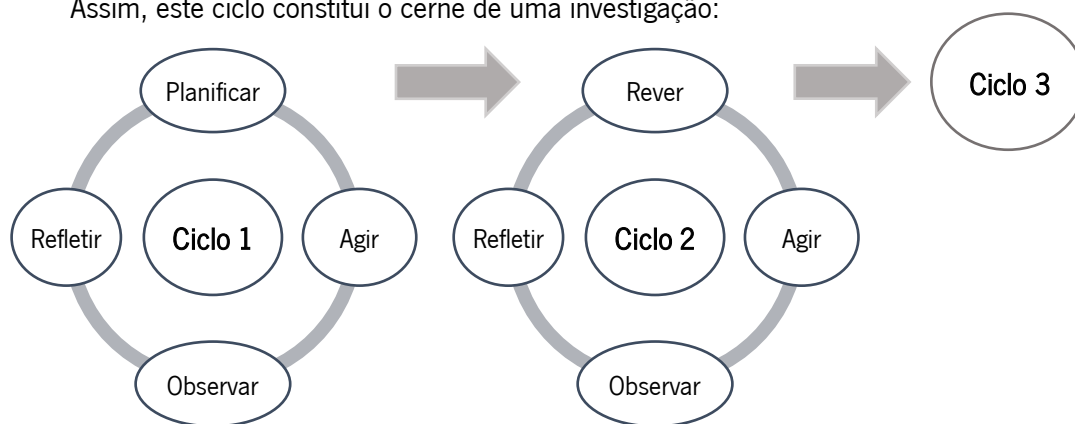 Assim, este ciclo constitui o cerne de uma investigação:
Planificar
Rever
Ciclo 3
Refletir
Ciclo 1
Agir
Refletir
Ciclo 2
Agir
Observar
Observar